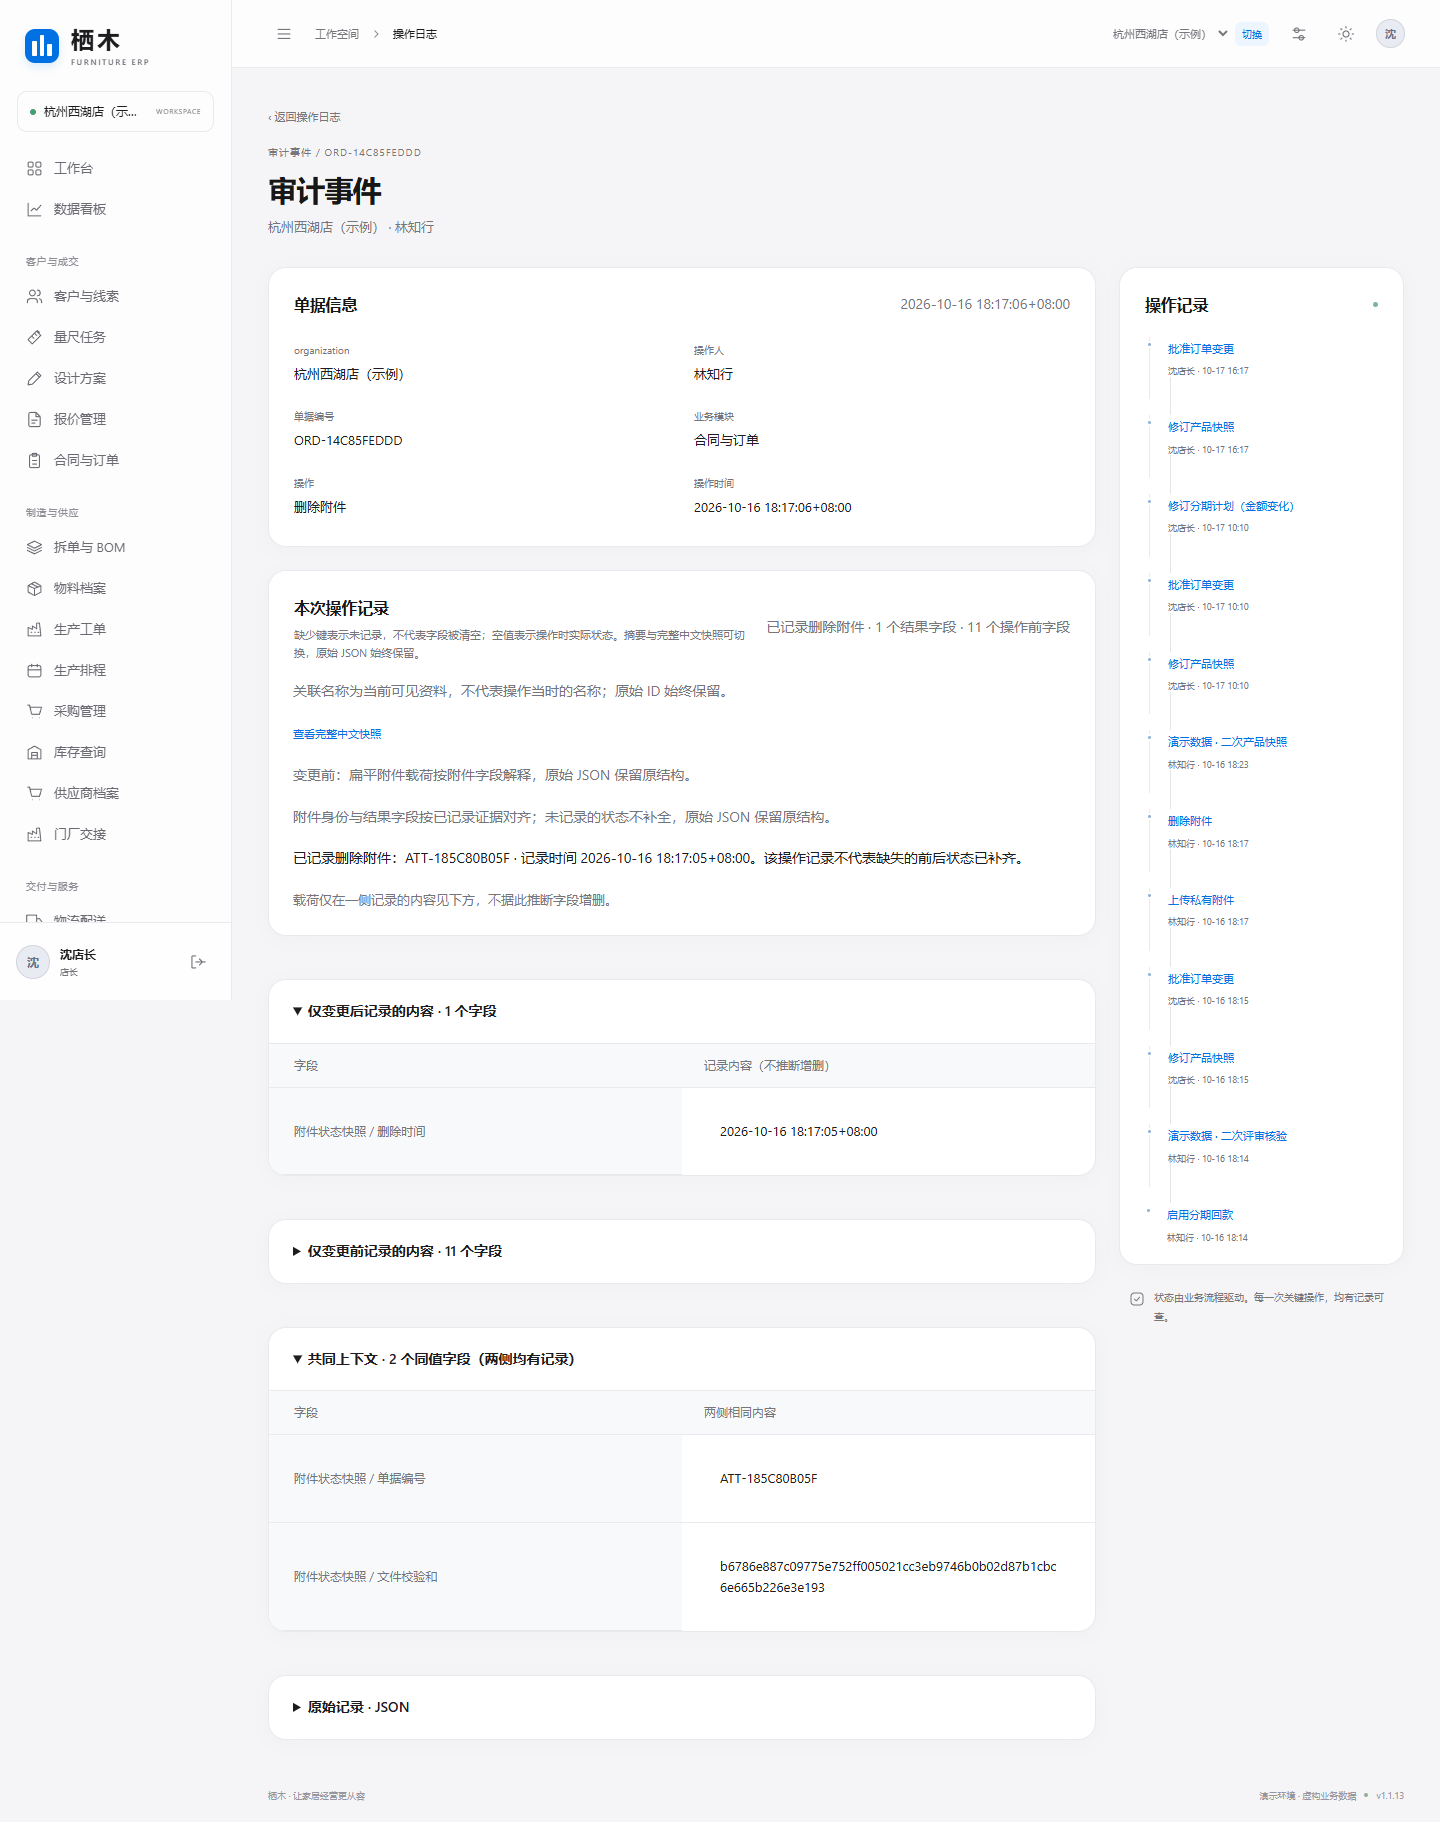 栖木
FURNITURE ERP
杭州西湖店（示...
WORKSPACE
工作台
数据看板
客户与成交
客户与线索
量尺任务
设计方案
报价管理
合同与订单
制造与供应
拆单与 BOM
物料档案
生产工单
生产排程
采购管理
库存查询
供应商档案
门厂交接
交付与服务
物流配送
沈
沈店长
店长
工作空间
操作日志
杭州西湖店（示例）
切换
沈
‹ 返回操作日志
审计事件 / ORD-14C85FEDDD
审计事件
杭州西湖店（示例） · 林知行
单据信息
2026-10-16 18:17:06+08:00
organization
杭州西湖店（示例）
操作人
林知行
单据编号
ORD-14C85FEDDD
业务模块
合同与订单
操作
删除附件
操作时间
2026-10-16 18:17:06+08:00
本次操作记录
缺少键表示未记录，不代表字段被清空；空值表示操作时实际状态。摘要与完整中文快照可切
换，原始 JSON 始终保留。
已记录删除附件 · 1 个结果字段 · 11 个操作前字段
关联名称为当前可见资料，不代表操作当时的名称；原始 ID 始终保留。
查看完整中文快照
变更前：扁平附件载荷按附件字段解释，原始 JSON 保留原结构。
附件身份与结果字段按已记录证据对齐；未记录的状态不补全，原始 JSON 保留原结构。
已记录删除附件：ATT-185C80B05F · 记录时间 2026-10-16 18:17:05+08:00。该操作记录不代表缺失的前后状态已补齐。
载荷仅在一侧记录的内容见下方，不据此推断字段增删。
仅变更后记录的内容 · 1 个字段
字段
记录内容（不推断增删）
附件状态快照 / 删除时间
2026-10-16 18:17:05+08:00
仅变更前记录的内容 · 11 个字段
共同上下文 · 2 个同值字段（两侧均有记录）
字段
两侧相同内容
附件状态快照 / 单据编号
ATT-185C80B05F
附件状态快照 / 文件校验和
b6786e887c09775e752ff005021cc3eb9746b0b02d87b1cbc
6e665b226e3e193
原始记录 · JSON
操作记录
批准订单变更
沈店长 · 10-17 16:17
修订产品快照
沈店长 · 10-17 16:17
修订分期计划（金额变化）
沈店长 · 10-17 10:10
批准订单变更
沈店长 · 10-17 10:10
修订产品快照
沈店长 · 10-17 10:10
演示数据 · 二次产品快照
林知行 · 10-16 18:23
删除附件
林知行 · 10-16 18:17
上传私有附件
林知行 · 10-16 18:17
批准订单变更
沈店长 · 10-16 18:15
修订产品快照
沈店长 · 10-16 18:15
演示数据 · 二次评审核验
林知行 · 10-16 18:14
启用分期回款
林知行 · 10-16 18:14
状态由业务流程驱动。每一次关键操作，均有记录可
查。
栖木 · 让家居经营更从容
演示环境 · 虚构业务数据
v1.1.13